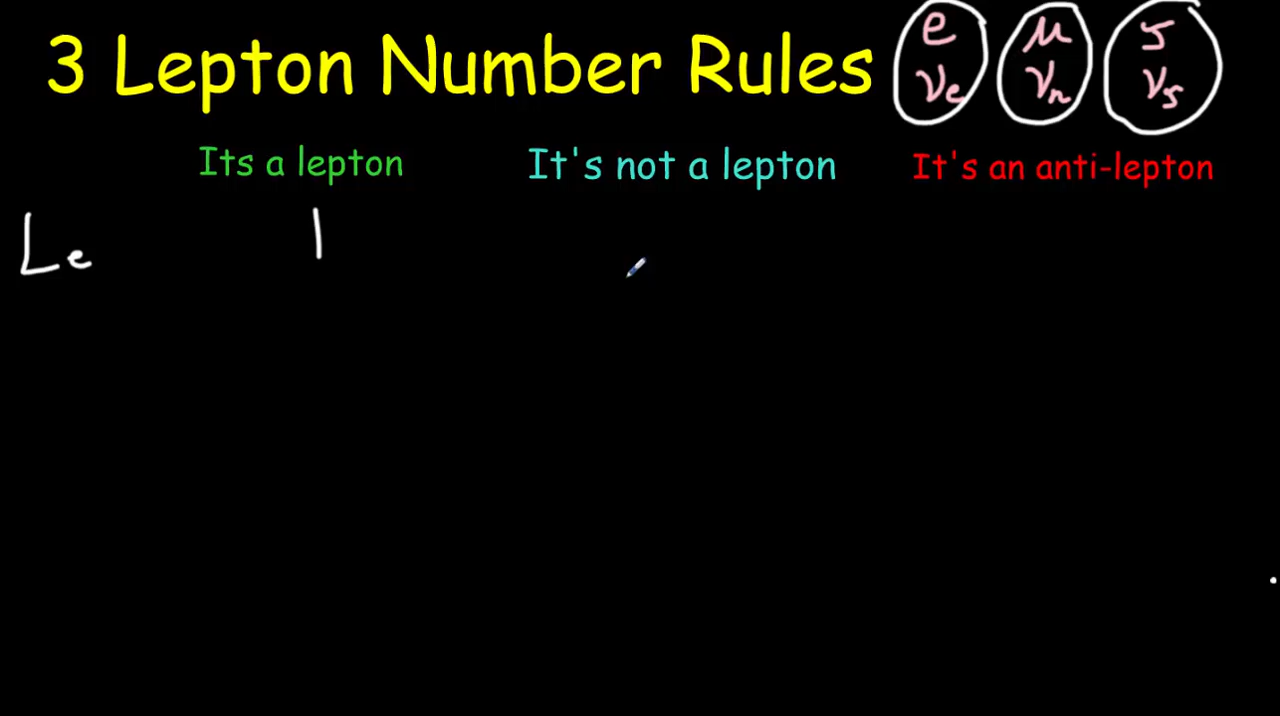 3 Lepton Number Rules
e μ τ
νe νμ ντ
Its a lepton It's not a lepton It's an anti-lepton
Le 1